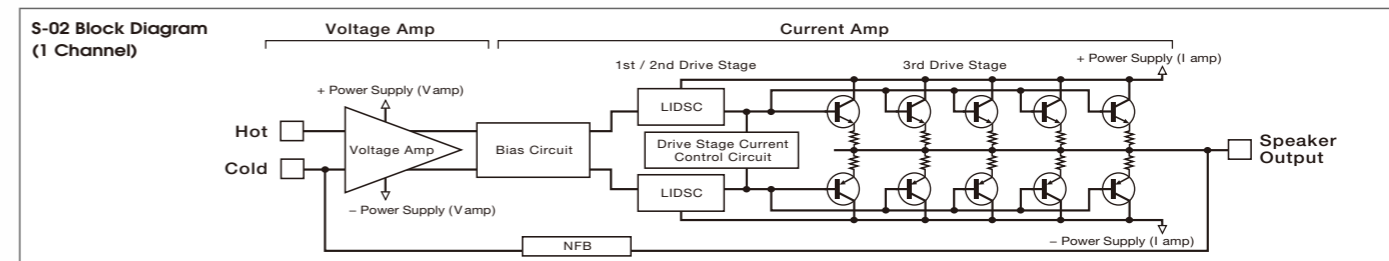 S-02 Block Diagram
(1 Channel)
Voltage Amp
Current Amp
+ Power Supply (I amp)
1st / 2nd Drive Stage
3rd Drive Stage
+ Power Supply (Vamp)
LIDSC
Hot
Voltage Amp
Bias Circuit
Drive Stage Current
Control Circuit
Speaker
Output
Cold
LIDSC
– Power Supply (Vamp)
– Power Supply (I amp)
NFB